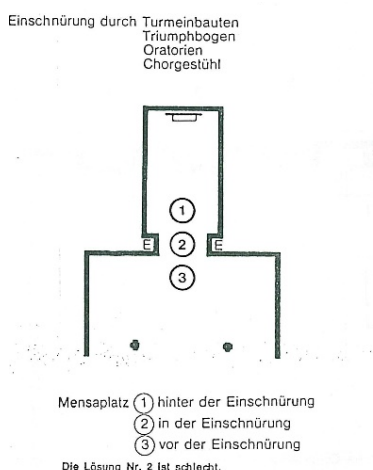 Einschnürung durch Turmeinbauten
Triumphbogen
Oratorien
Chorgestühl
1
E 2 E
3
Mensaplatz 1 hinter der Einschnürung
2 in der Einschnürung
3 vor der Einschnürung
Die Lösung Nr. 2 ist schlecht.